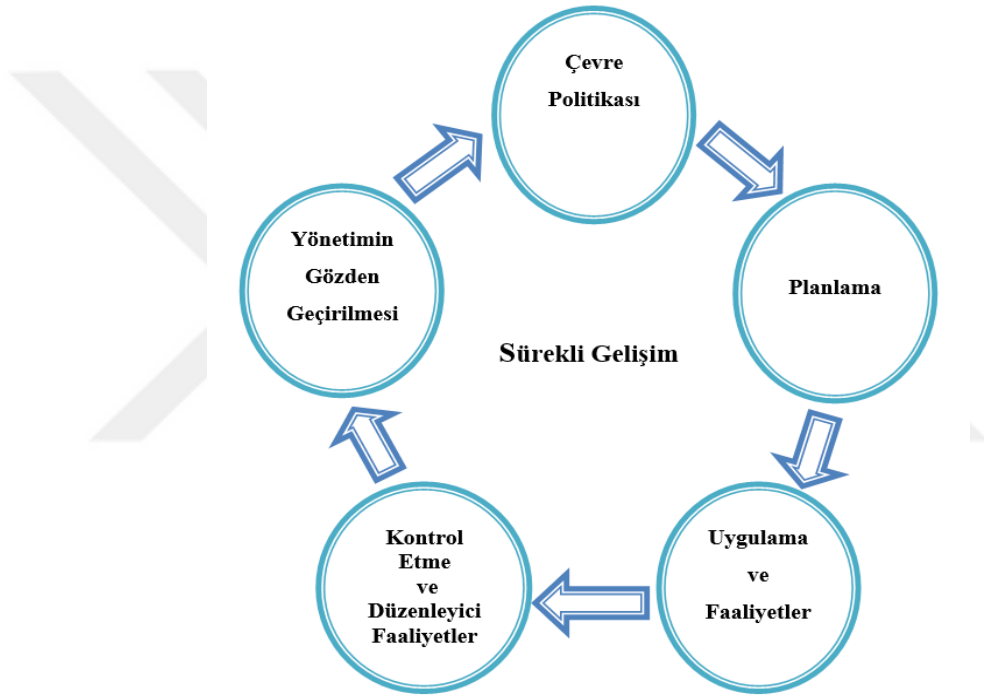 Çevre
Politikası
Planlama
Uygulama
ve
Faaliyetler
Kontrol
Etme
ve
Düzenleyici
Faaliyetler
Yönetimin
Gözden
Geçirilmesi
Sürekli Gelişim